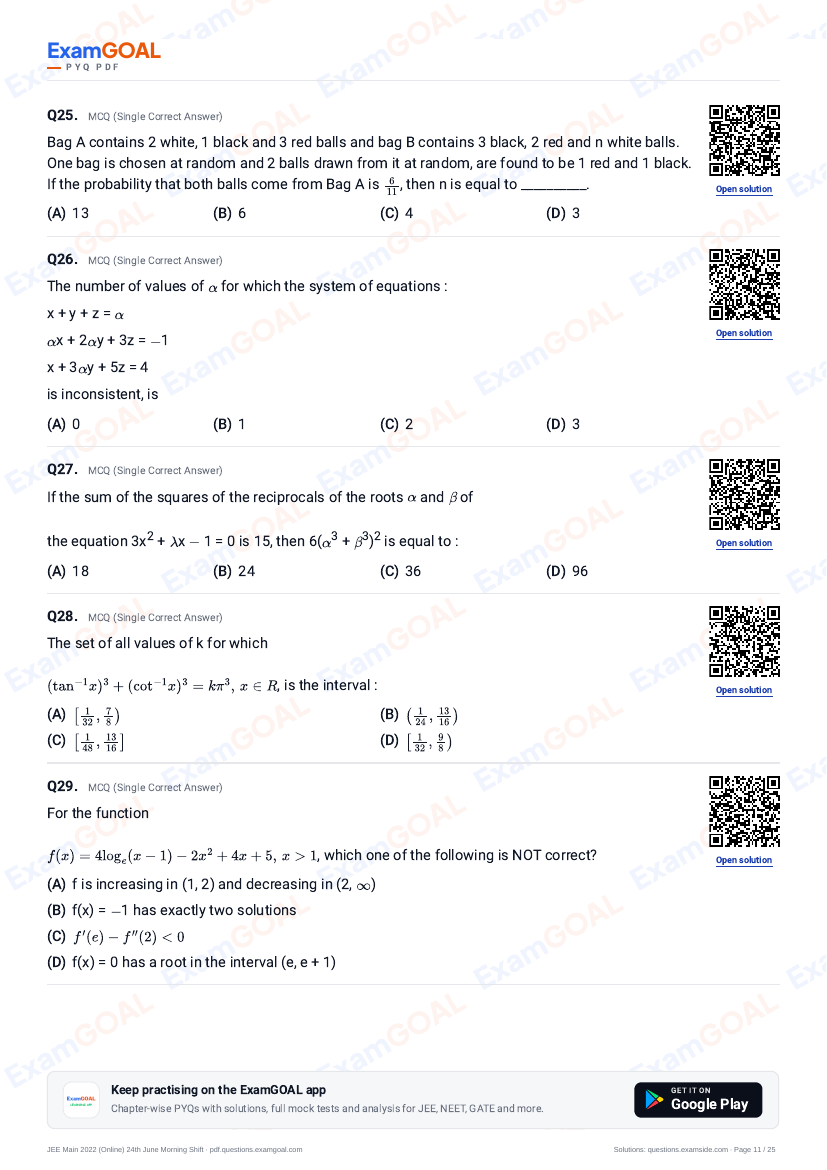 ExamGOAL
PYQ PDF
Q25. MCQ (Single Correct Answer)
Bag A contains 2 white, 1 black and 3 red balls and bag B contains 3 black, 2 red and n white balls.
One bag is chosen at random and 2 balls drawn from it at random, are found to be 1 red and 1 black.
If the probability that both balls come from Bag A is 6/11, then n is equal to __________.
(A) 13 (B) 6 (C) 4 (D) 3
Open solution
Q26. MCQ (Single Correct Answer)
The number of values of α for which the system of equations :
x + y + z = α
αx + 2αy + 3z = −1
x + 3αy + 5z = 4
is inconsistent, is
(A) 0 (B) 1 (C) 2 (D) 3
Open solution
Q27. MCQ (Single Correct Answer)
If the sum of the squares of the reciprocals of the roots α and β of
the equation 3x² + λx − 1 = 0 is 15, then 6(α³ + β³)² is equal to :
(A) 18 (B) 24 (C) 36 (D) 96
Open solution
Q28. MCQ (Single Correct Answer)
The set of all values of k for which
(tan⁻¹x)³ + (cot⁻¹x)³ = kπ³, x ∈ R, is the interval :
(A) [1/32, 7/8) (B) (1/24, 13/16)
(C) [1/48, 13/16] (D) [1/32, 9/8)
Open solution
Q29. MCQ (Single Correct Answer)
For the function
f(x) = 4logₑ(x − 1) − 2x² + 4x + 5, x > 1, which one of the following is NOT correct?
(A) f is increasing in (1, 2) and decreasing in (2, ∞)
(B) f(x) = −1 has exactly two solutions
(C) f′(e) − f″(2) < 0
(D) f(x) = 0 has a root in the interval (e, e + 1)
Open solution
Keep practising on the ExamGOAL app
Chapter-wise PYQs with solutions, full mock tests and analysis for JEE, NEET, GATE and more.
GET IT ON
Google Play
JEE Main 2022 (Online) 24th June Morning Shift · pdf.questions.examgoal.com
Solutions: questions.examside.com · Page 11 / 25